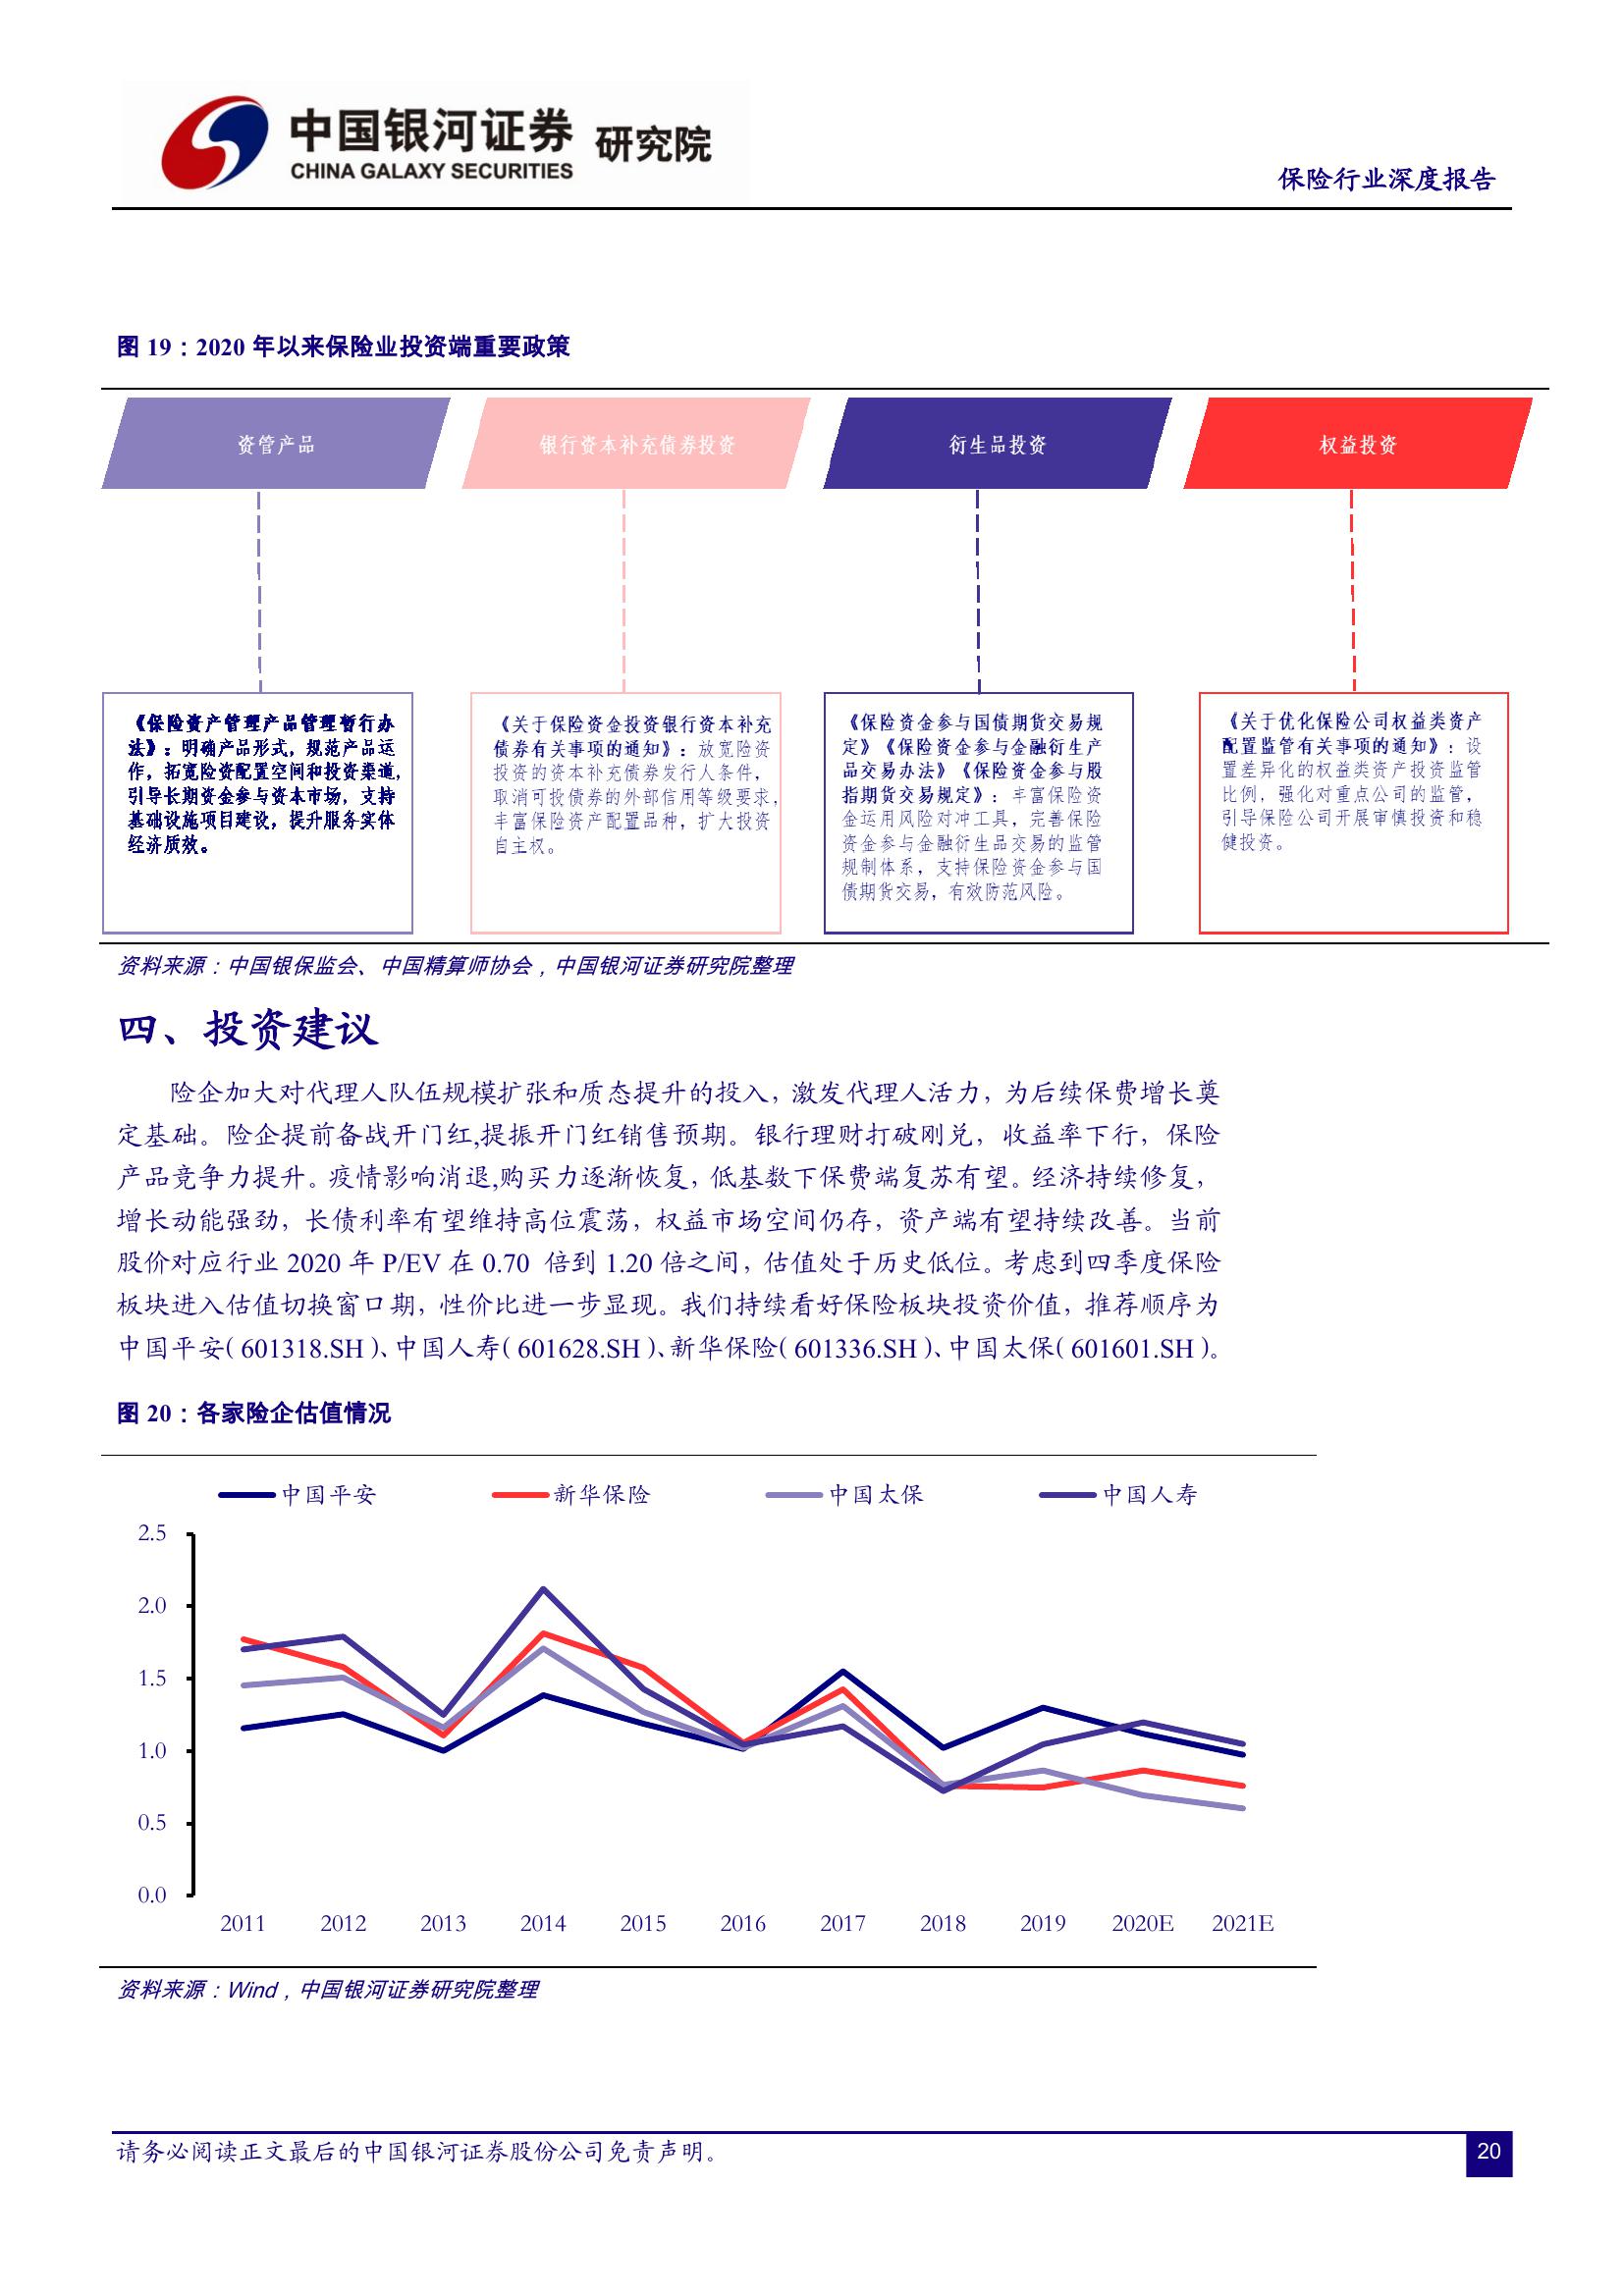 中国银河证券 研究院
CHINA GALAXY SECURITIES
保险行业深度报告
图 19：2020 年以来保险业投资端重要政策
资管产品
银行资本补充债券投资
衍生品投资
权益投资
《保险资产管理产品管理暂行办
法》：明确产品形式，规范产品运
作，拓宽险资配置空间和投资渠道，
引导长期资金参与资本市场，支持
基础设施项目建设，提升服务实体
经济质效。
《关于保险资金投资银行资本补充
债券有关事项的通知》：放宽险资
投资的资本补充债券发行人条件，
取消可投债券的外部信用等级要求，
丰富保险资产配置品种，扩大投资
自主权。
《保险资金参与国债期货交易规
定》《保险资金参与金融衍生产
品交易办法》《保险资金参与股
指期货交易规定》：丰富保险资
金运用风险对冲工具，完善保险
资金参与金融衍生品交易的监管
规制体系，支持保险资金参与国
债期货交易，有效防范风险。
《关于优化保险公司权益类资产
配置监管有关事项的通知》：设
置差异化的权益类资产投资监管
比例，强化对重点公司的监管，
引导保险公司开展审慎投资和稳
健投资。
资料来源：中国银保监会、中国精算师协会，中国银河证券研究院整理
四、投资建议
险企加大对代理人队伍规模扩张和质态提升的投入，激发代理人活力，为后续保费增长奠
定基础。险企提前备战开门红,提振开门红销售预期。银行理财打破刚兑，收益率下行，保险
产品竞争力提升。疫情影响消退,购买力逐渐恢复，低基数下保费端复苏有望。经济持续修复，
增长动能强劲，长债利率有望维持高位震荡，权益市场空间仍存，资产端有望持续改善。当前
股价对应行业 2020 年 P/EV 在 0.70 倍到 1.20 倍之间，估值处于历史低位。考虑到四季度保险
板块进入估值切换窗口期，性价比进一步显现。我们持续看好保险板块投资价值，推荐顺序为
中国平安（601318.SH）、中国人寿（601628.SH）、新华保险（601336.SH）、中国太保（601601.SH）。
图 20：各家险企估值情况
中国平安 新华保险 中国太保 中国人寿
2.5
2.0
1.5
1.0
0.5
0.0
2011 2012 2013 2014 2015 2016 2017 2018 2019 2020E 2021E
资料来源：Wind，中国银河证券研究院整理
请务必阅读正文最后的中国银河证券股份公司免责声明。
20